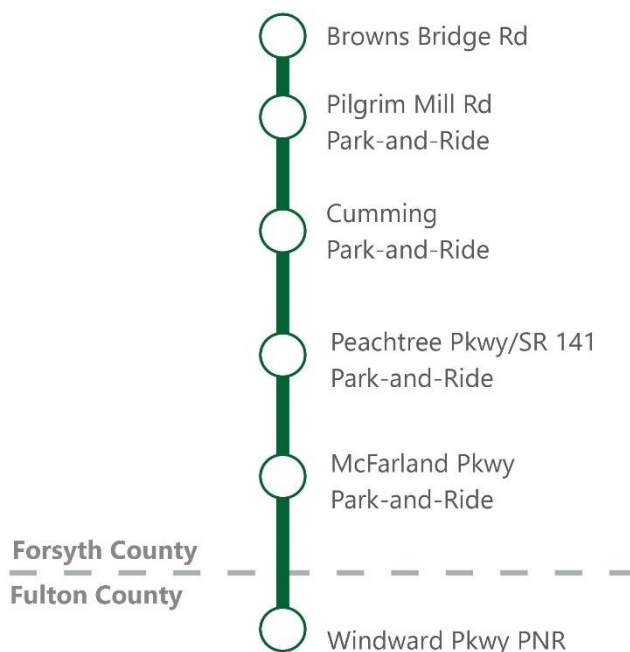 Browns Bridge Rd
Pilgrim Mill Rd
Park-and-Ride
Cumming
Park-and-Ride
Peachtree Pkwy/SR 141
Park-and-Ride
McFarland Pkwy
Park-and-Ride
Forsyth County
Fulton County
Windward Pkwy PNR